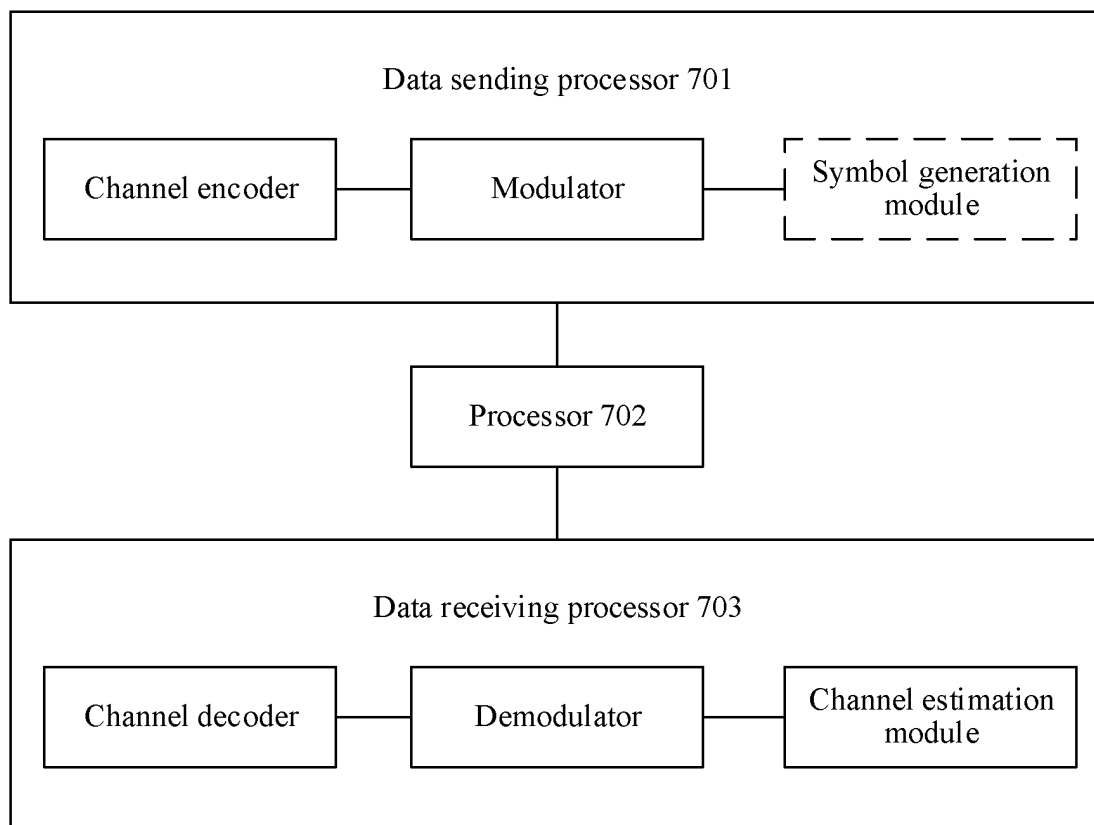 Data sending processor 701
Channel encoder
Modulator
Symbol generation
module
Processor 702
Data receiving processor 703
Channel decoder
Demodulator
Channel estimation
module